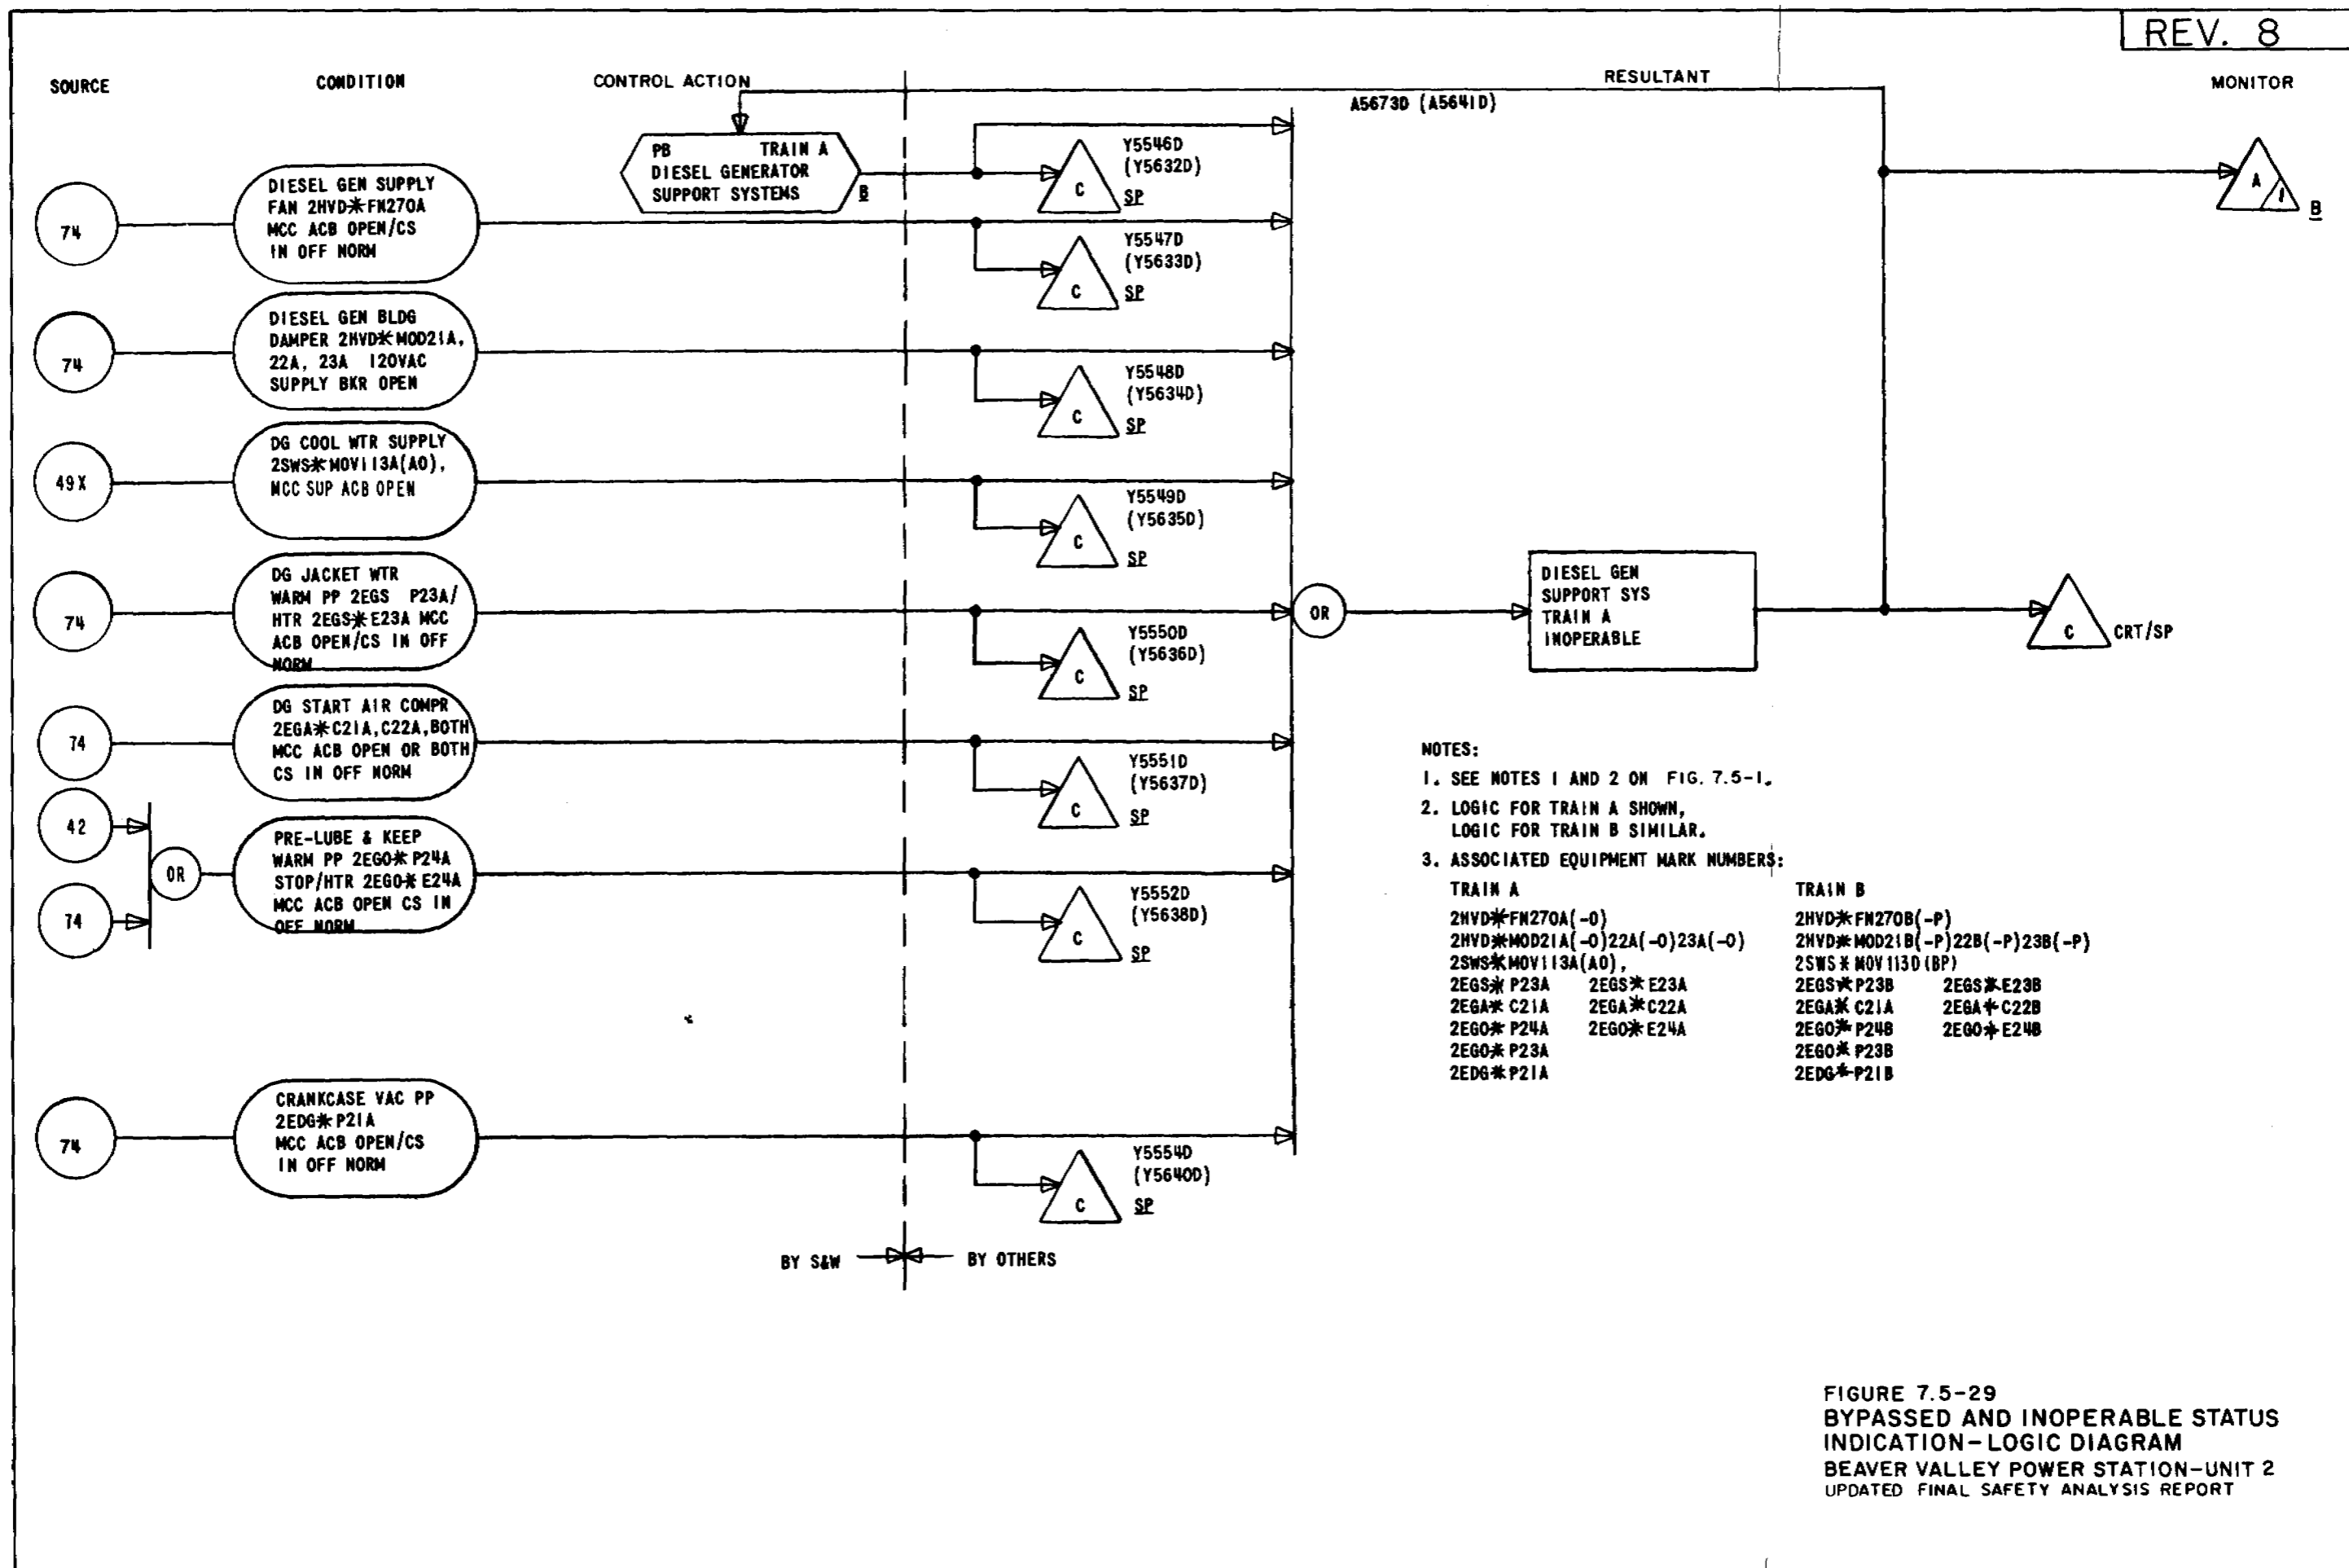 REV. 8
SOURCE
CONDITION
CONTROL ACTION
RESULTANT
MONITOR
A5673D (A5641D)
PB TRAIN A
DIESEL GENERATOR
SUPPORT SYSTEMS
B
Y5546D
(Y5632D)
C
SP
A
1
B
74
DIESEL GEN SUPPLY
FAN 2HVD*FN270A
MCC ACB OPEN/CS
IN OFF NORM
Y5547D
(Y5633D)
C
SP
74
DIESEL GEN BLDG
DAMPER 2HVD*MOD21A,
22A, 23A 120VAC
SUPPLY BKR OPEN
Y5548D
(Y5634D)
C
SP
49X
DG COOL WTR SUPPLY
2SWS*MOV113A(AO),
MCC SUP ACB OPEN
Y5549D
(Y5635D)
C
SP
74
DG JACKET WTR
WARM PP 2EGS P23A/
HTR 2EGS*E23A MCC
ACB OPEN/CS IN OFF
NORM
Y5550D
(Y5636D)
C
SP
OR
DIESEL GEN
SUPPORT SYS
TRAIN A
INOPERABLE
C
CRT/SP
74
DG START AIR COMPR
2EGA*C21A,C22A,BOTH
MCC ACB OPEN OR BOTH
CS IN OFF NORM
Y5551D
(Y5637D)
C
SP
42
74
OR
PRE-LUBE & KEEP
WARM PP 2EGO*P24A
STOP/HTR 2EGO*E24A
MCC ACB OPEN CS IN
OFF NORM
Y5552D
(Y5638D)
C
SP
74
CRANKCASE VAC PP
2EDG*P21A
MCC ACB OPEN/CS
IN OFF NORM
Y5554D
(Y5640D)
C
SP
BY S&W
BY OTHERS
NOTES:
1. SEE NOTES 1 AND 2 ON FIG. 7.5-1.
2. LOGIC FOR TRAIN A SHOWN,
LOGIC FOR TRAIN B SIMILAR.
3. ASSOCIATED EQUIPMENT MARK NUMBERS:
TRAIN A TRAIN B
2HVD*FN270A(-O) 2HVD*FN270B(-P)
2HVD*MOD21A(-O)22A(-O)23A(-O) 2HVD*MOD21B(-P)22B(-P)23B(-P)
2SWS*MOV113A(AO), 2SWS*MOV113D(BP)
2EGS*P23A 2EGS*E23A 2EGS*P23B 2EGS*E23B
2EGA*C21A 2EGA*C22A 2EGA*C21A 2EGA*C22B
2EGO*P24A 2EGO*E24A 2EGO*P24B 2EGO*E24B
2EGO*P23A 2EGO*P23B
2EDG*P21A 2EDG*P21B
FIGURE 7.5-29
BYPASSED AND INOPERABLE STATUS
INDICATION-LOGIC DIAGRAM
BEAVER VALLEY POWER STATION-UNIT 2
UPDATED FINAL SAFETY ANALYSIS REPORT